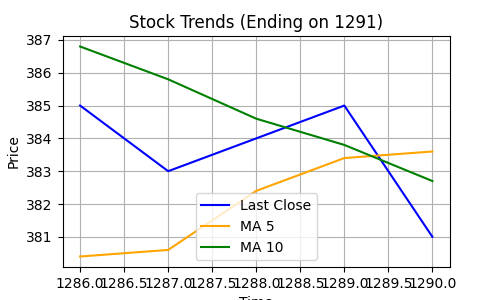 Stock Trends (Ending on 1291)
387
386
385
384
383
382
381
Price
Last Close
MA 5
MA 10
1286.0 1286.5 1287.0 1287.5 1288.0 1288.5 1289.0 1289.5 1290.0
Time